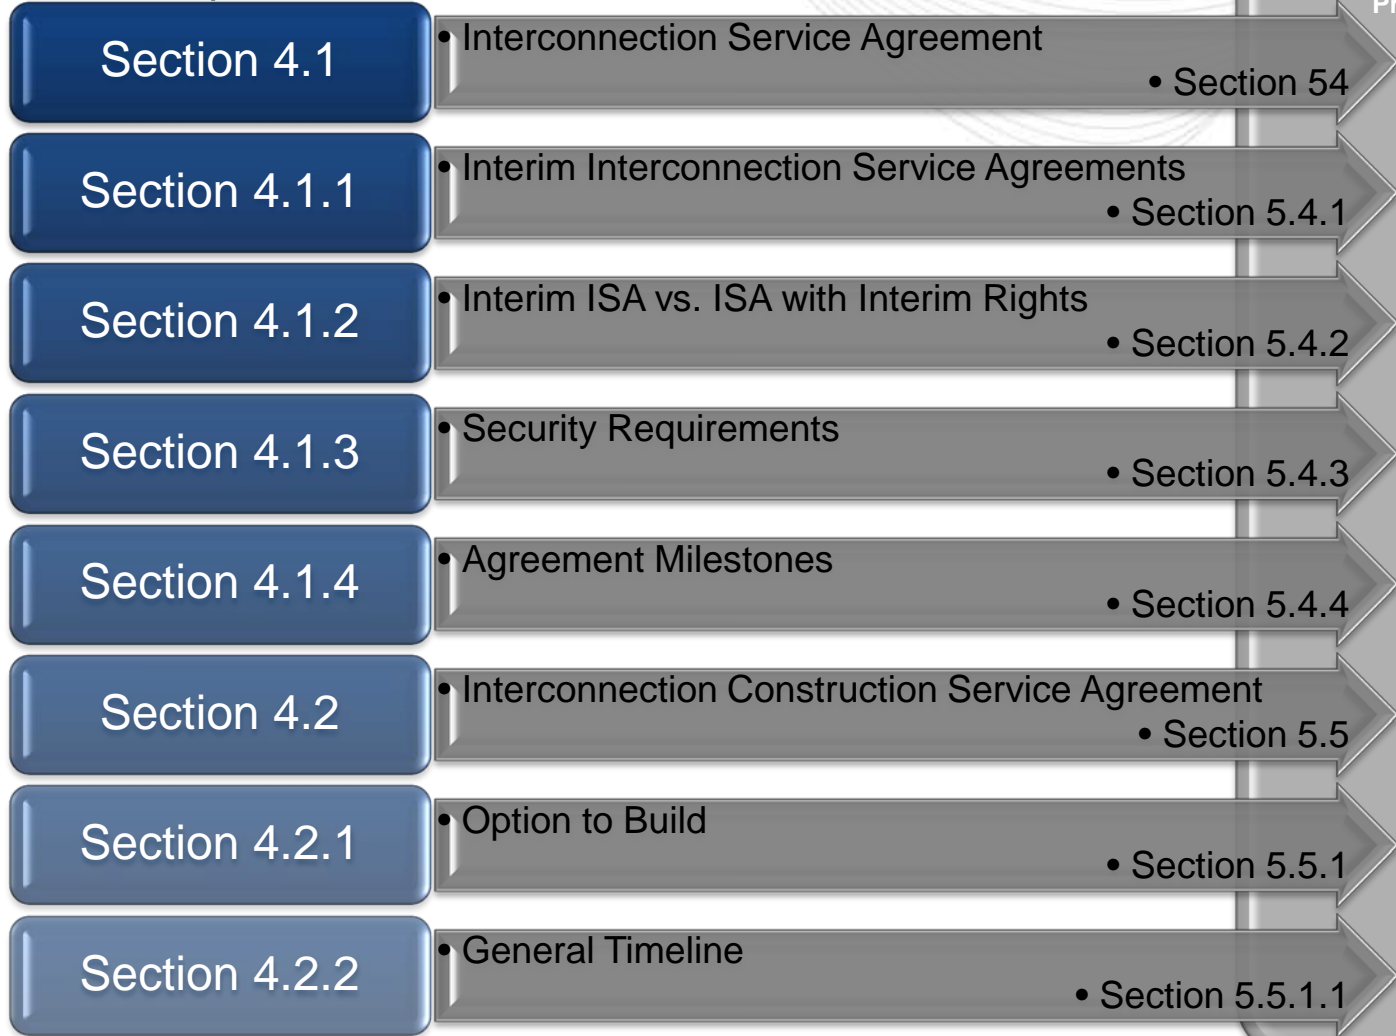 Section 4.1
• Interconnection Service Agreement
• Section 54
Section 4.1.1
• Interim Interconnection Service Agreements
• Section 5.4.1
Section 4.1.2
• Interim ISA vs. ISA with Interim Rights
• Section 5.4.2
Section 4.1.3
• Security Requirements
• Section 5.4.3
Section 4.1.4
• Agreement Milestones
• Section 5.4.4
Section 4.2
• Interconnection Construction Service Agreement
• Section 5.5
Section 4.2.1
• Option to Build
• Section 5.5.1
Section 4.2.2
• General Timeline
• Section 5.5.1.1